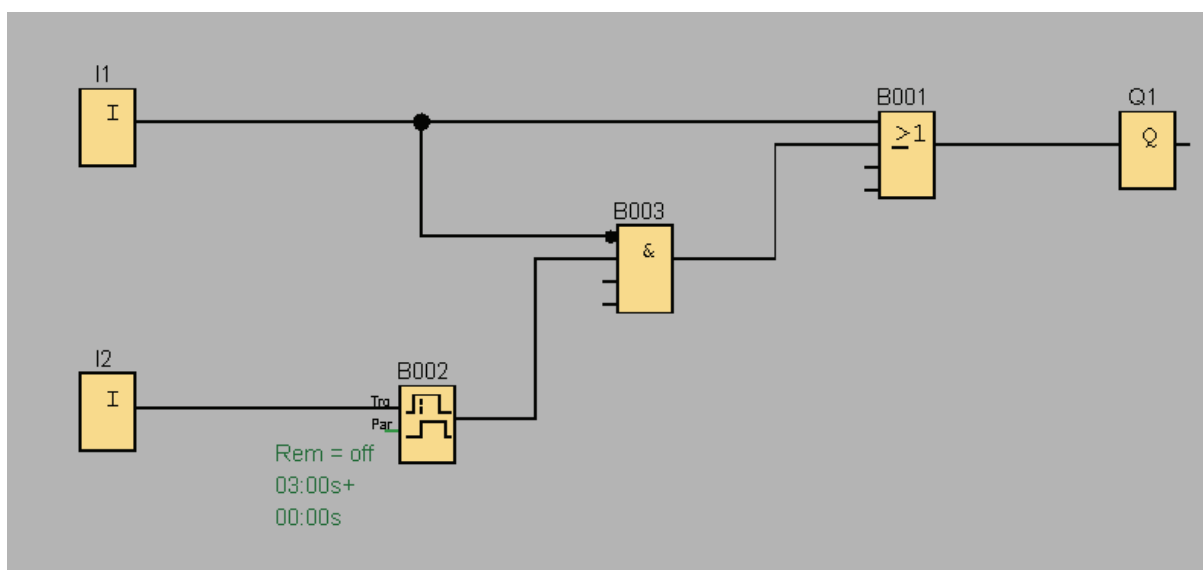 I1
I
B001
≥1
Q1
Q
B003
&
I2
I
B002
Trg
Par
Rem = off
03:00s+
00:00s